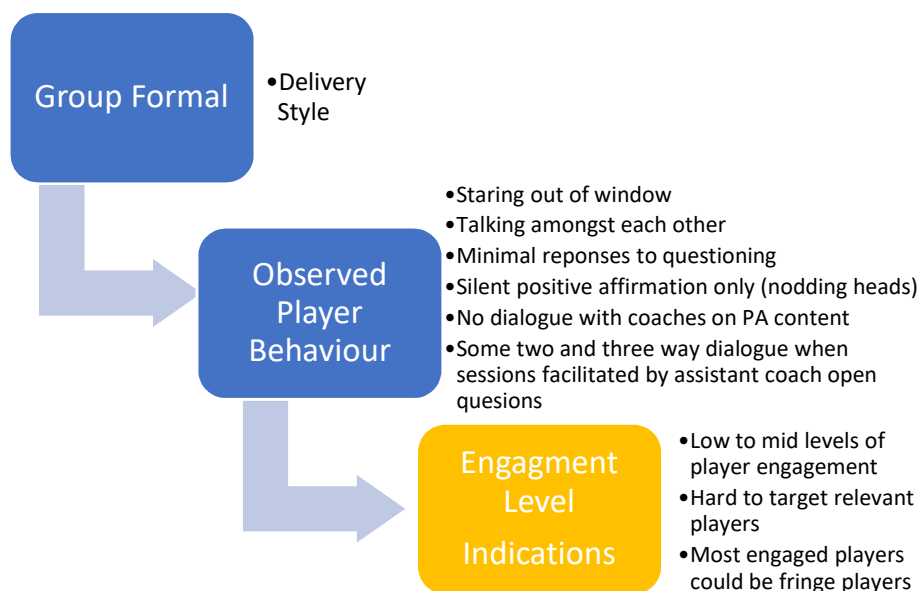 Group Formal
•Delivery
Style
Observed
Player
Behaviour
•Staring out of window
•Talking amongst each other
•Minimal reponses to questioning
•Silent positive affirmation only (nodding heads)
•No dialogue with coaches on PA content
•Some two and three way dialogue when
sessions facilitated by assistant coach open
quesions
Engagment
Level
Indications
•Low to mid levels of
player engagement
•Hard to target relevant
players
•Most engaged players
could be fringe players